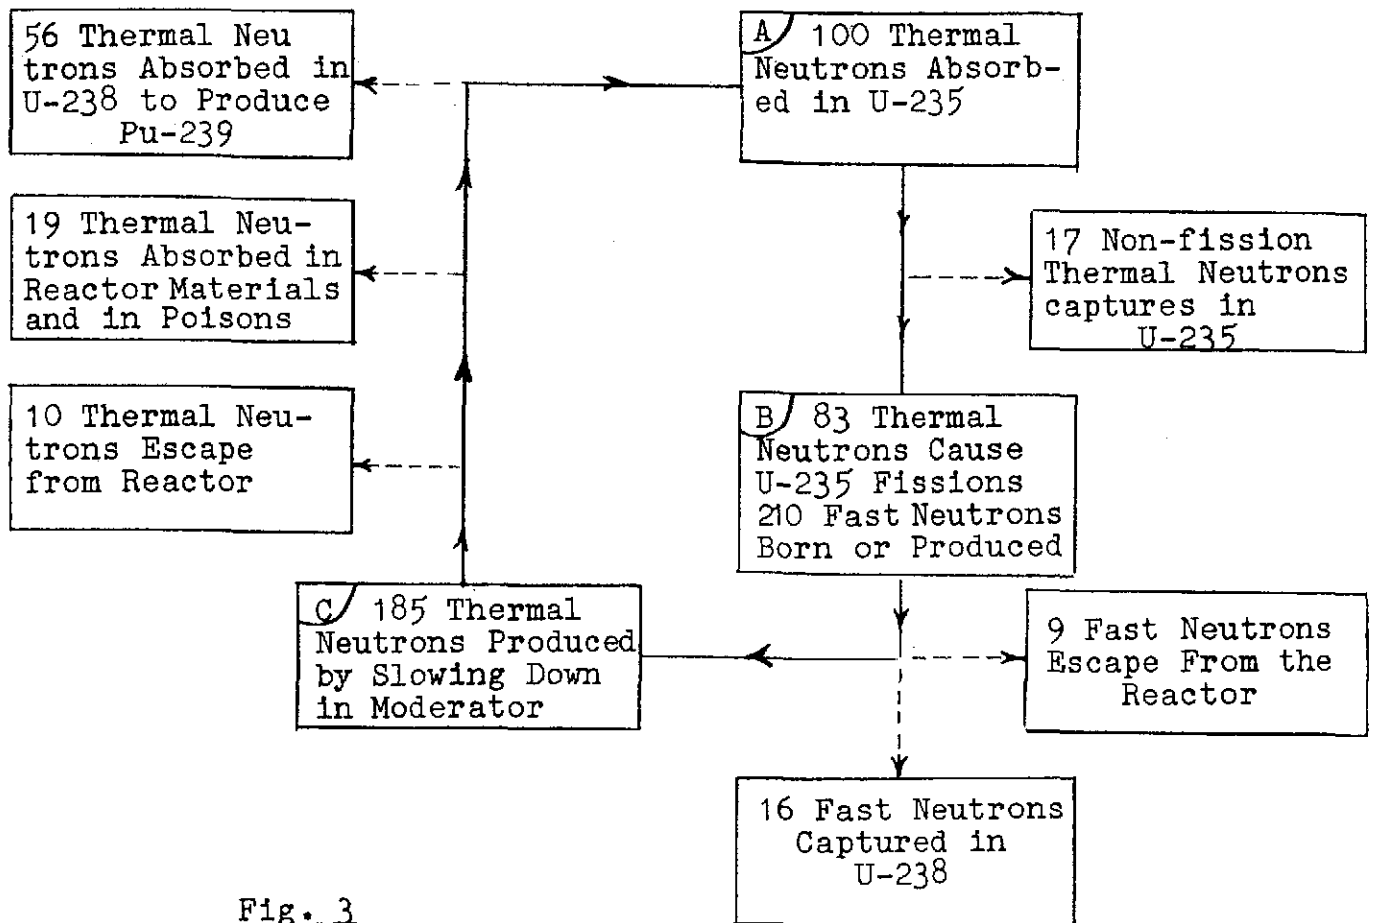 56 Thermal Neu
trons Absorbed in
U-238 to Produce
Pu-239
19 Thermal Neu-
trons Absorbed in
Reactor Materials
and in Poisons
10 Thermal Neu-
trons Escape
from Reactor
A 100 Thermal
Neutrons Absorb-
ed in U-235
17 Non-fission
Thermal Neutrons
captures in
U-235
B 83 Thermal
Neutrons Cause
U-235 Fissions
210 Fast Neutrons
Born or Produced
C 185 Thermal
Neutrons Produced
by Slowing Down
in Moderator
9 Fast Neutrons
Escape From the
Reactor
16 Fast Neutrons
Captured in
U-238
Fig. 3